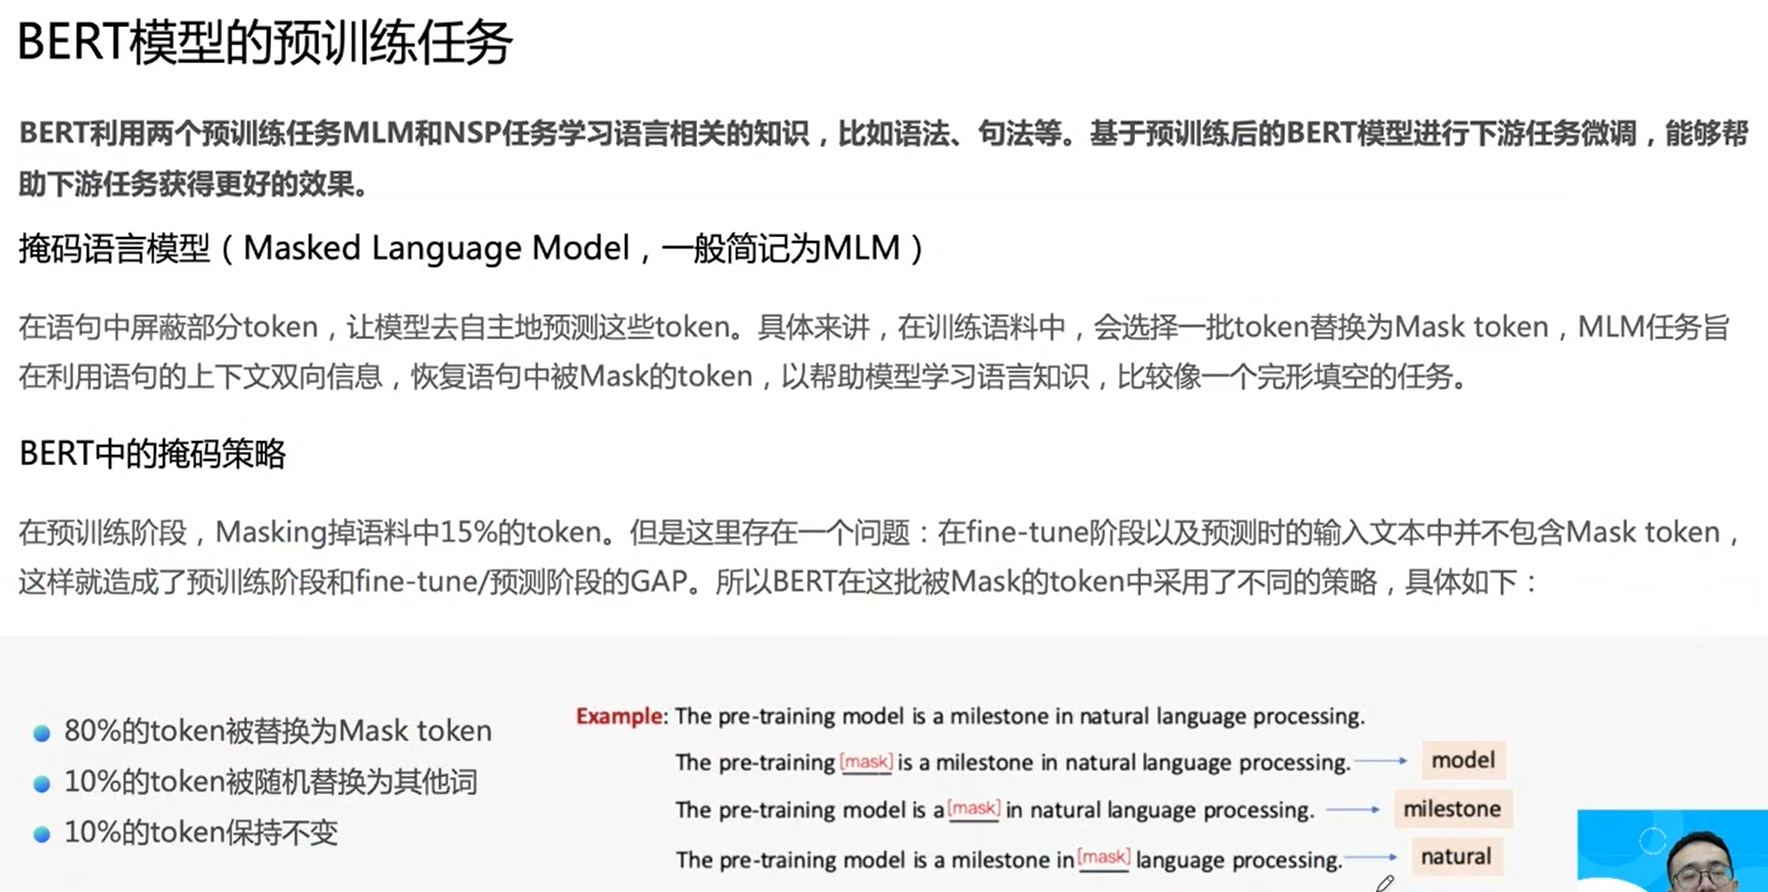 BERT模型的预训练任务
BERT利用两个预训练任务MLM和NSP任务学习语言相关的知识，比如语法、句法等。基于预训练后的BERT模型进行下游任务微调，能够帮
助下游任务获得更好的效果。
掩码语言模型（Masked Language Model，一般简记为MLM）
在语句中屏蔽部分token，让模型去自主地预测这些token。具体来讲，在训练语料中，会选择一批token替换为Mask token，MLM任务旨
在利用语句的上下文双向信息，恢复语句中被Mask的token，以帮助模型学习语言知识，比较像一个完形填空的任务。
BERT中的掩码策略
在预训练阶段，Masking掉语料中15%的token。但是这里存在一个问题：在fine-tune阶段以及预测时的输入文本中并不包含Mask token，
这样就造成了预训练阶段和fine-tune/预测阶段的GAP。所以BERT在这批被Mask的token中采用了不同的策略，具体如下：
80%的token被替换为Mask token
10%的token被随机替换为其他词
10%的token保持不变
Example: The pre-training model is a milestone in natural language processing.
The pre-training [mask] is a milestone in natural language processing. model
The pre-training model is a [mask] in natural language processing. milestone
The pre-training model is a milestone in [mask] language processing. natural